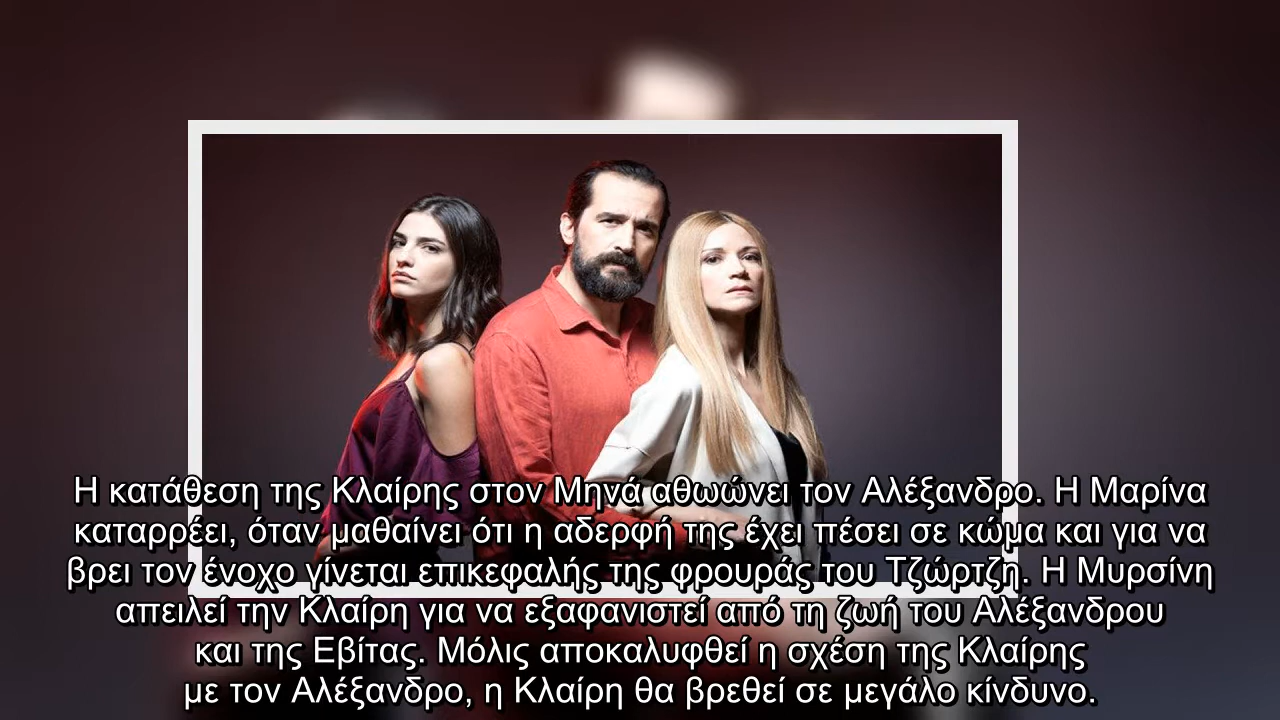 Η κατάθεση της Κλαίρης στον Μηνά αθωώνει τον Αλέξανδρο. Η Μαρίνα
καταρρέει, όταν μαθαίνει ότι η αδερφή της έχει πέσει σε κώμα και για να
βρει τον ένοχο γίνεται επικεφαλής της φρουράς του Τζώρτζη. Η Μυρσίνη
απειλεί την Κλαίρη για να εξαφανιστεί από τη ζωή του Αλέξανδρου
και της Εβίτας. Μόλις αποκαλυφθεί η σχέση της Κλαίρης
με τον Αλέξανδρο, η Κλαίρη θα βρεθεί σε μεγάλο κίνδυνο.